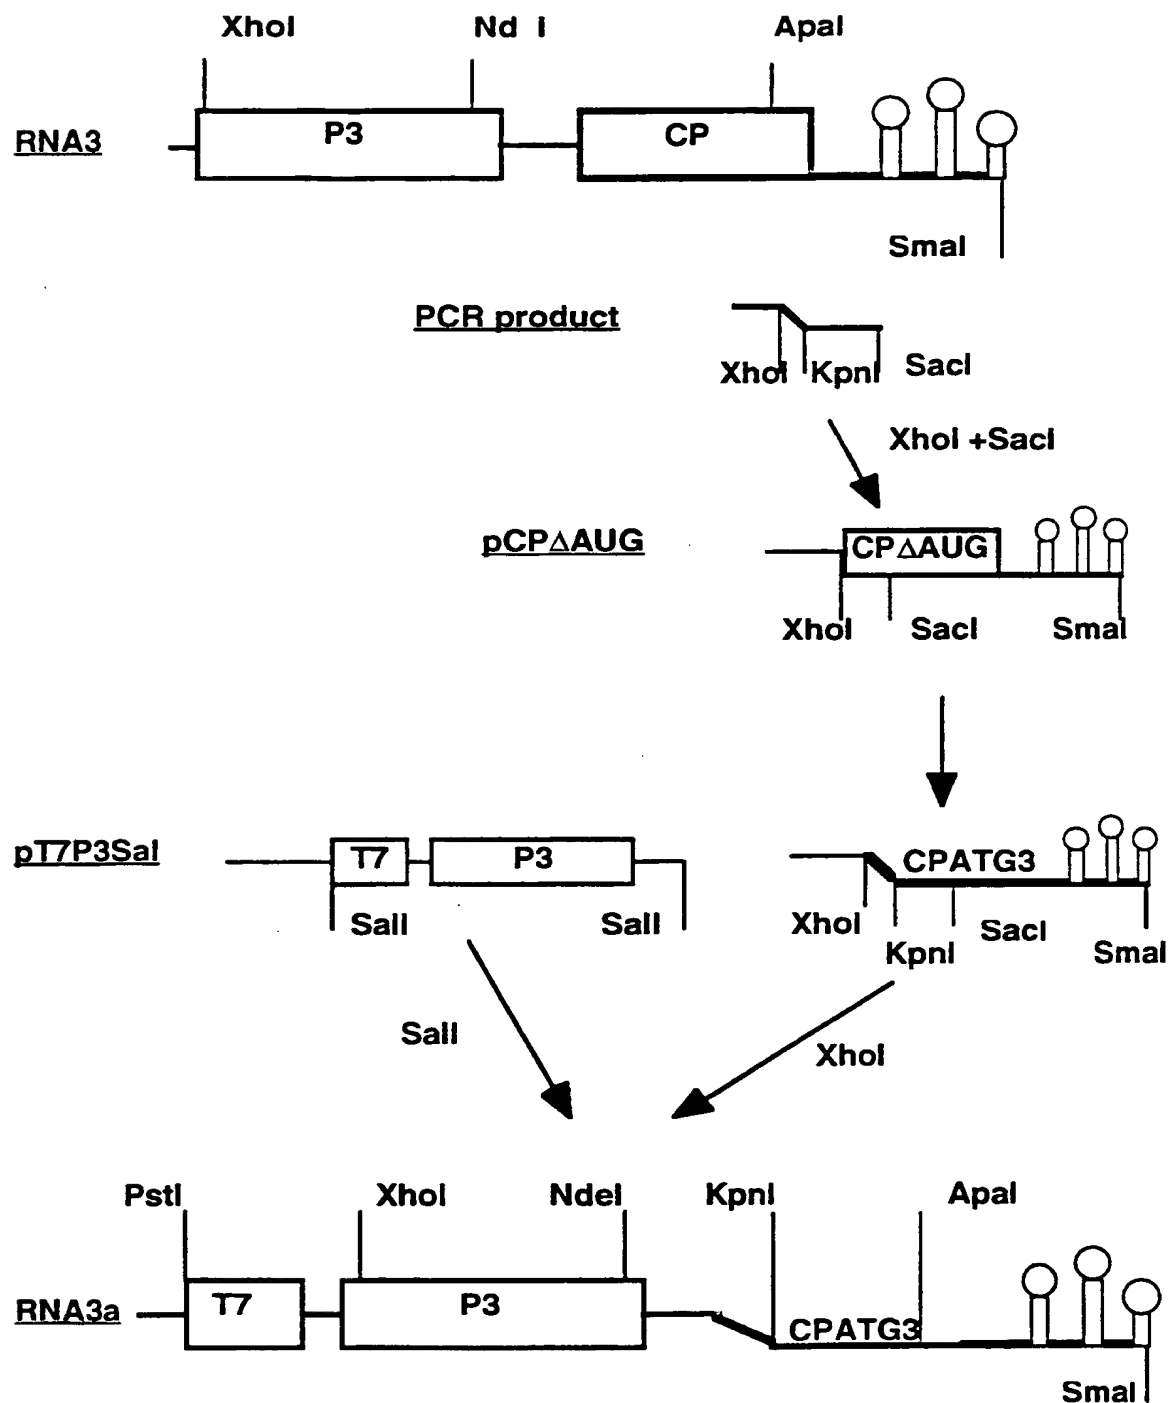 XhoI Nd I ApaI
RNA3 P3 CP
SmaI
PCR product
XhoI KpnI SacI
XhoI +SacI
pCPΔAUG CPΔAUG
XhoI SacI SmaI
pT7P3Sal T7 P3 CPATG3
SalI SalI XhoI SacI
KpnI SmaI
SalI XhoI
PstI XhoI NdeI KpnI ApaI
RNA3a T7 P3 CPATG3
SmaI